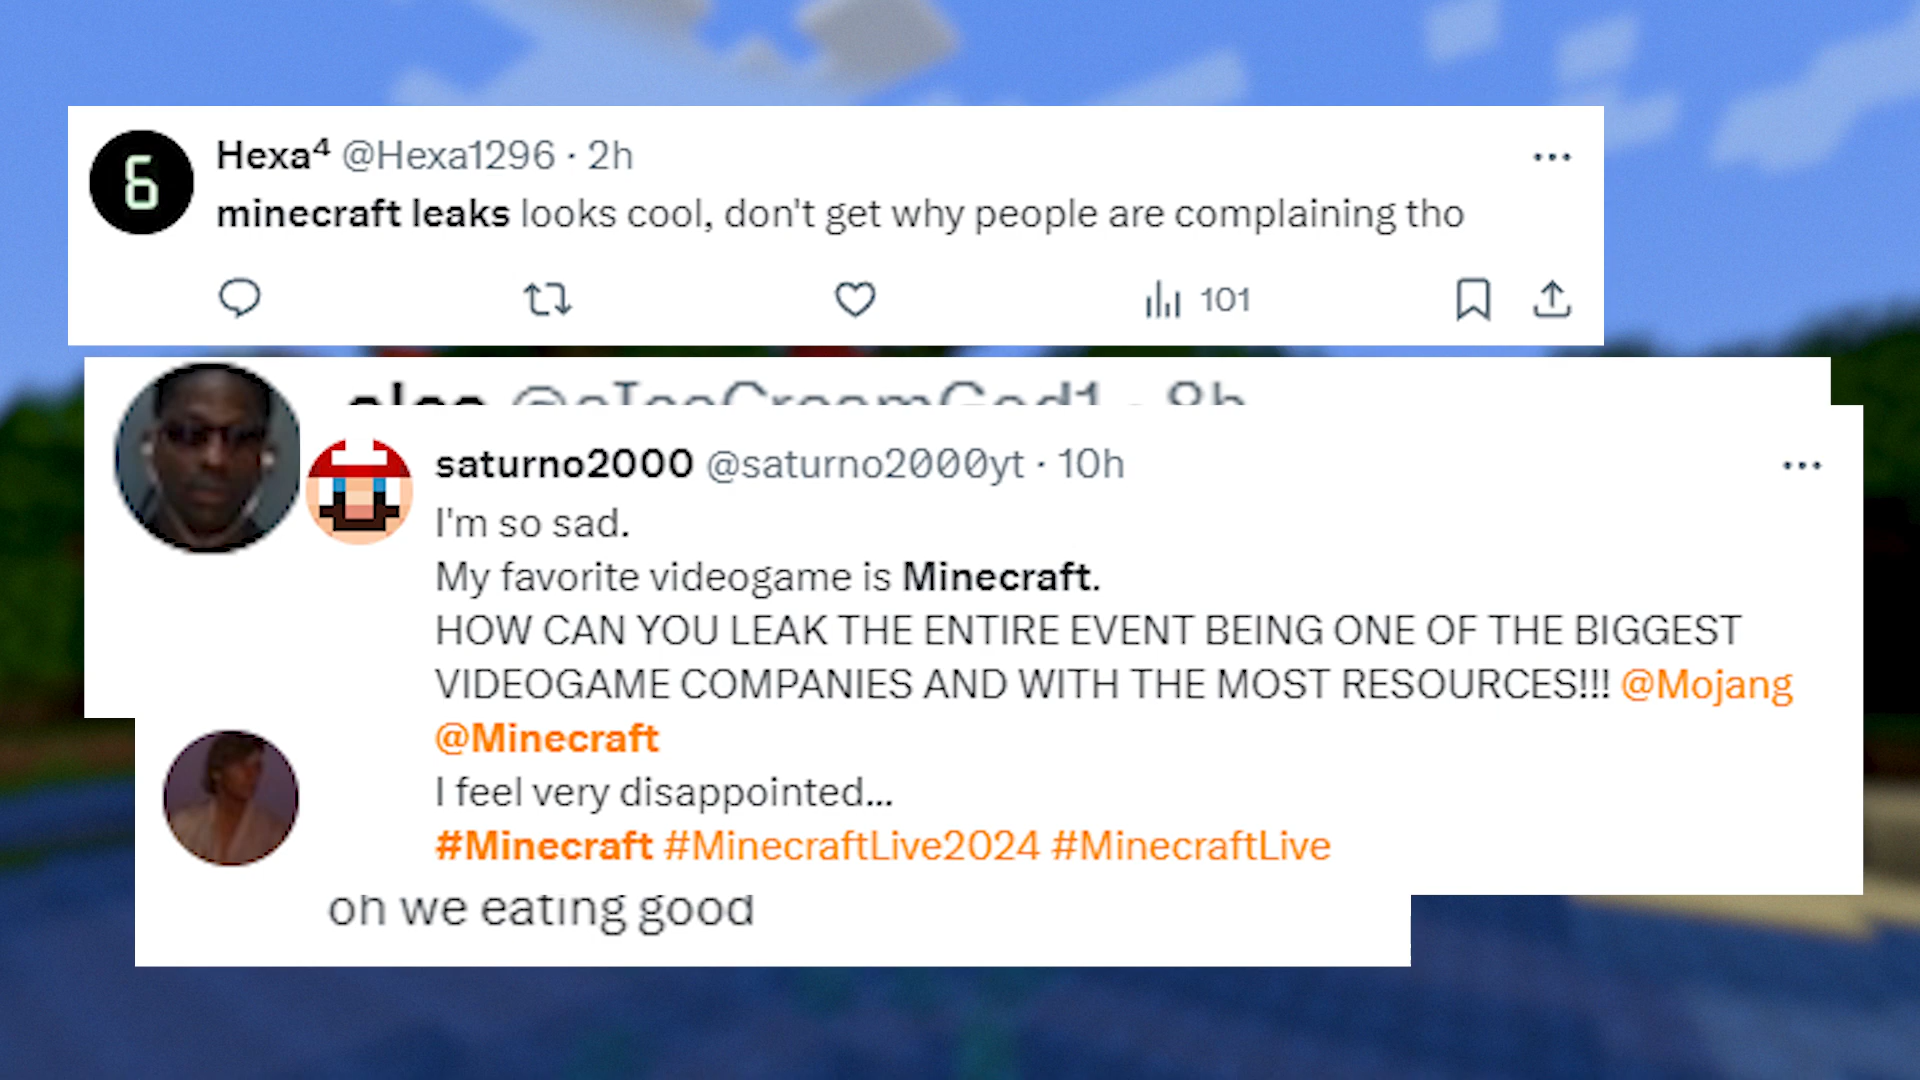 Hexa⁴ @Hexa1296 · 2h
minecraft leaks looks cool, don't get why people are complaining tho
101
@aIceCreamGod1 · 8h
saturno2000 @saturno2000yt · 10h
I'm so sad.
My favorite videogame is Minecraft.
HOW CAN YOU LEAK THE ENTIRE EVENT BEING ONE OF THE BIGGEST
VIDEOGAME COMPANIES AND WITH THE MOST RESOURCES!!! @Mojang
@Minecraft
I feel very disappointed...
#Minecraft #MinecraftLive2024 #MinecraftLive
oh we eating good